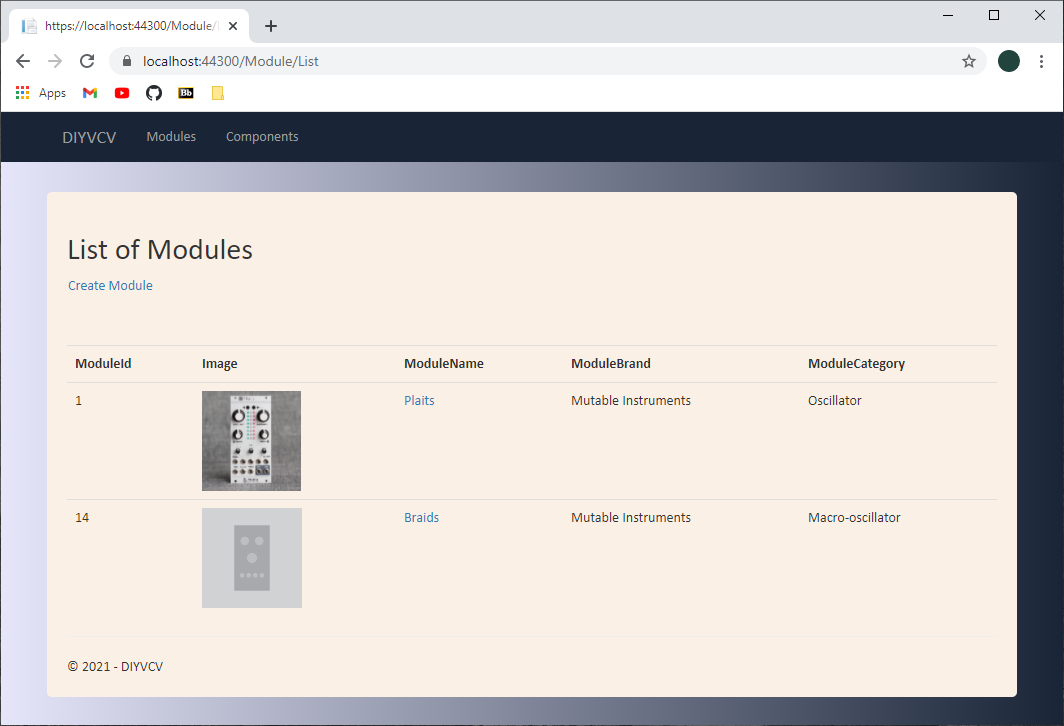 https://localhost:44300/Module/
localhost:44300/Module/List
Apps
Bb
DIYVCV Modules Components
List of Modules
Create Module
ModuleId Image ModuleName ModuleBrand ModuleCategory
1 Plaits Mutable Instruments Oscillator
14 Braids Mutable Instruments Macro-oscillator
© 2021 - DIYVCV